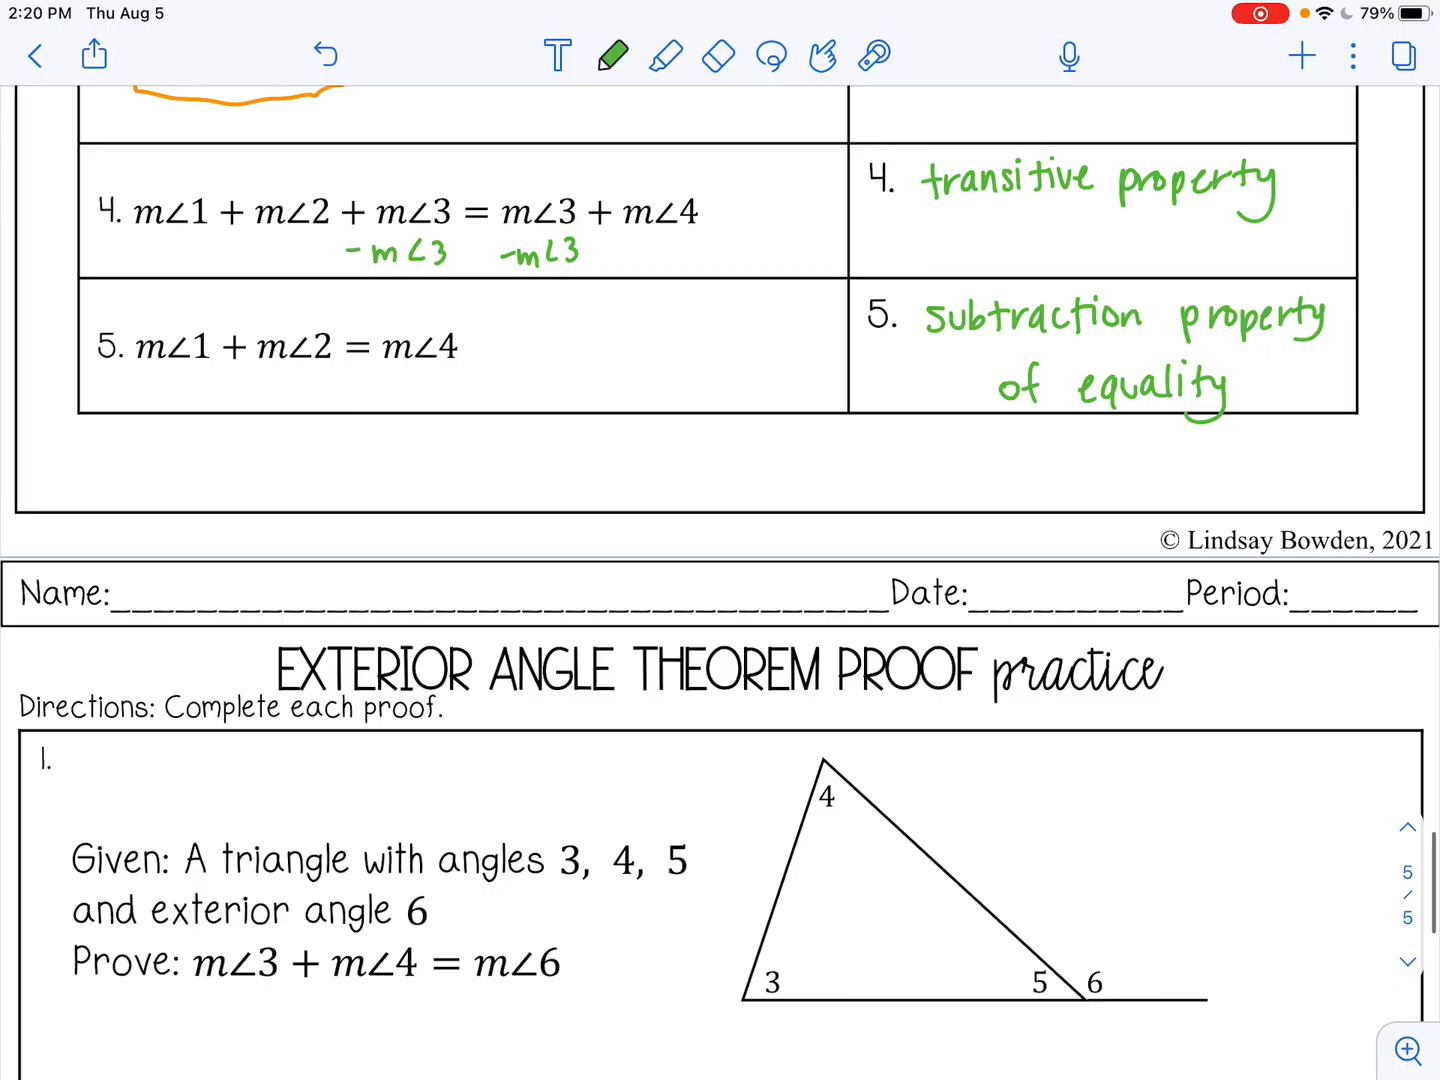 2:20 PM Thu Aug 5
79%
4. m∠1 + m∠2 + m∠3 = m∠3 + m∠4
- m∠3 -m∠3
4. transitive property
5. m∠1 + m∠2 = m∠4
5. subtraction property
of equality
© Lindsay Bowden, 2021
Name:_____________________________________Date:__________Period:______
EXTERIOR ANGLE THEOREM PROOF practice
Directions: Complete each proof.
1.
Given: A triangle with angles 3, 4, 5
and exterior angle 6
Prove: m∠3 + m∠4 = m∠6
4
3
5
6
5
/
5